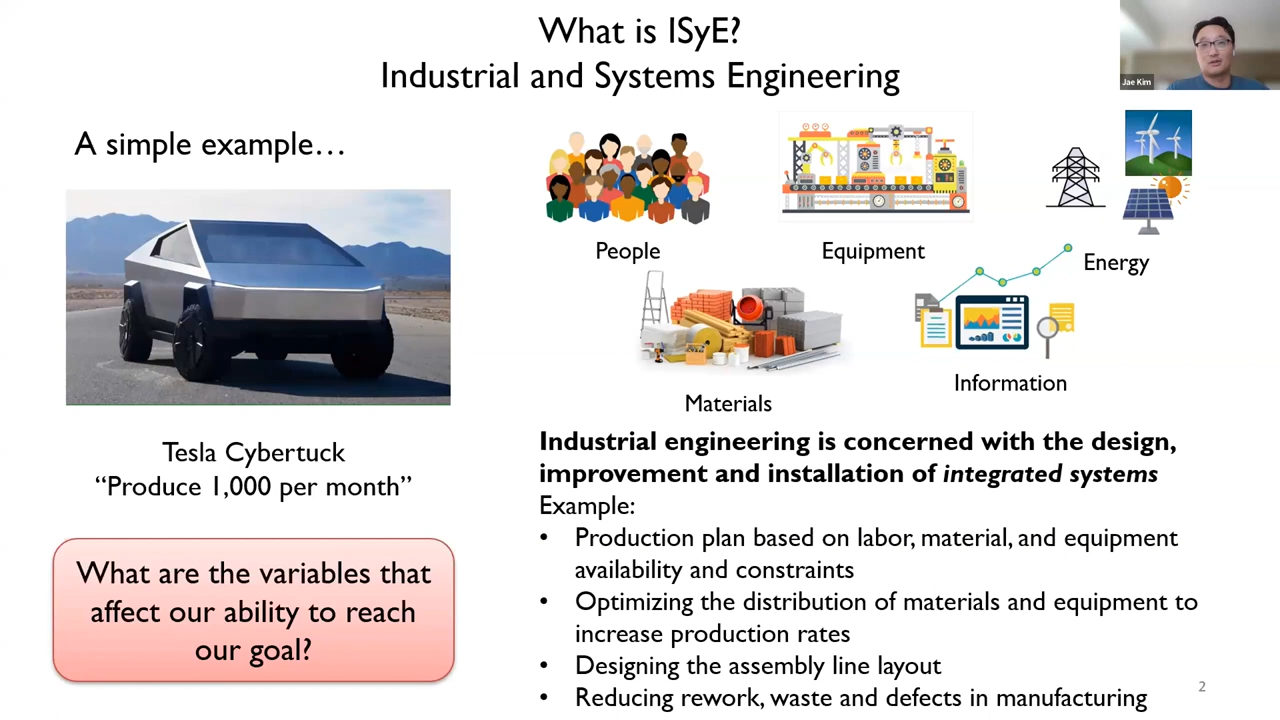 What is ISyE?
Industrial and Systems Engineering
Jae Kim
A simple example…
People
Equipment
Energy
Materials
Information
Tesla Cybertuck
“Produce 1,000 per month”
What are the variables that
affect our ability to reach
our goal?
Industrial engineering is concerned with the design,
improvement and installation of integrated systems
Example:
• Production plan based on labor, material, and equipment
availability and constraints
• Optimizing the distribution of materials and equipment to
increase production rates
• Designing the assembly line layout
• Reducing rework, waste and defects in manufacturing
2